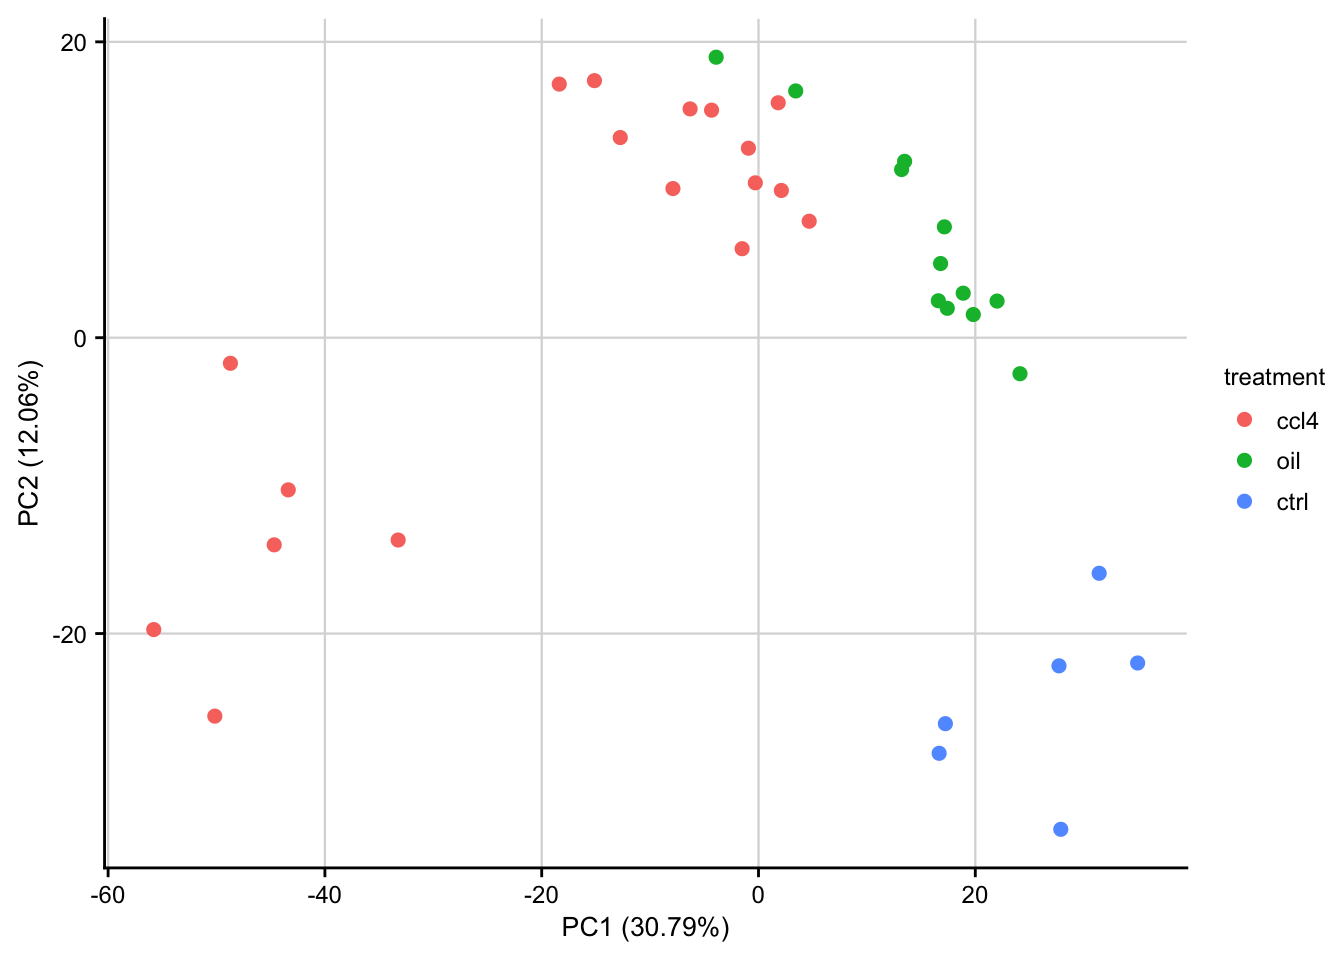 20
0
-20
-60
-40
-20
0
20
PC1 (30.79%)
PC2 (12.06%)
treatment
ccl4
oil
ctrl